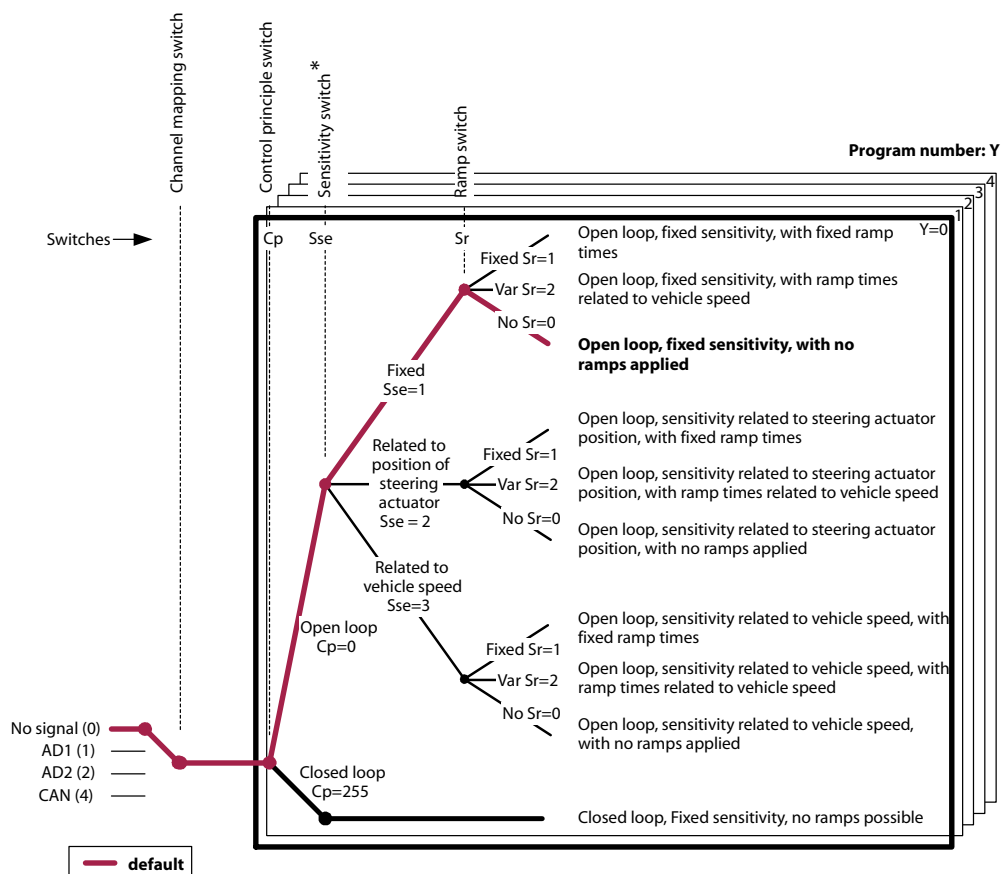 Channel mapping switch
Control principle switch
Sensitivity switch *
Ramp switch
Program number: Y
4
3
2
1
Switches
Cp
Sse
Sr
Y=0
Fixed Sr=1
Open loop, fixed sensitivity, with fixed ramp
times
Var Sr=2
Open loop, fixed sensitivity, with ramp times
related to vehicle speed
No Sr=0
Open loop, fixed sensitivity, with no
ramps applied
Fixed
Sse=1
Related to
position of
steering
actuator
Sse = 2
Fixed Sr=1
Open loop, sensitivity related to steering actuator
position, with fixed ramp times
Var Sr=2
Open loop, sensitivity related to steering actuator
position, with ramp times related to vehicle speed
No Sr=0
Open loop, sensitivity related to steering actuator
position, with no ramps applied
Related to
vehicle speed
Sse=3
Open loop
Cp=0
Fixed Sr=1
Open loop, sensitivity related to vehicle speed, with
fixed ramp times
Var Sr=2
Open loop, sensitivity related to vehicle speed, with
ramp times related to vehicle speed
No Sr=0
Open loop, sensitivity related to vehicle speed,
with no ramps applied
No signal (0)
AD1 (1)
AD2 (2)
CAN (4)
Closed loop
Cp=255
Closed loop, Fixed sensitivity, no ramps possible
default